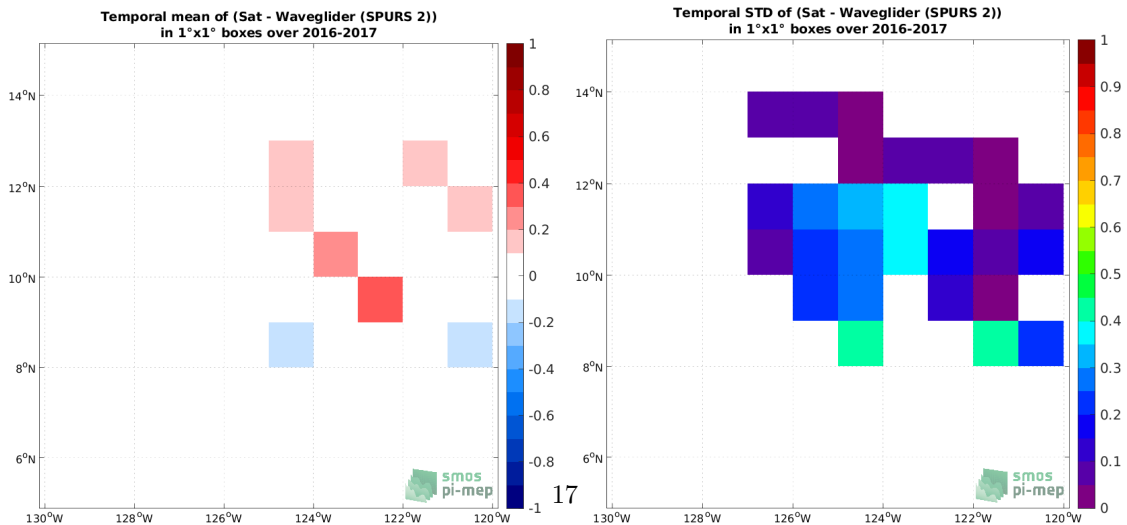 Temporal mean of (Sat - Waveglider (SPURS 2))
in 1°x1° boxes over 2016-2017
14°N
12°N
10°N
8°N
6°N
130°W
128°W
126°W
124°W
122°W
120°W
1
0.8
0.6
0.4
0.2
0
-0.2
-0.4
-0.6
-0.8
-1
smos
pi-mep
17
Temporal STD of (Sat - Waveglider (SPURS 2))
in 1°x1° boxes over 2016-2017
14°N
12°N
10°N
8°N
6°N
130°W
128°W
126°W
124°W
122°W
120°W
1
0.9
0.8
0.7
0.6
0.5
0.4
0.3
0.2
0.1
0
smos
pi-mep